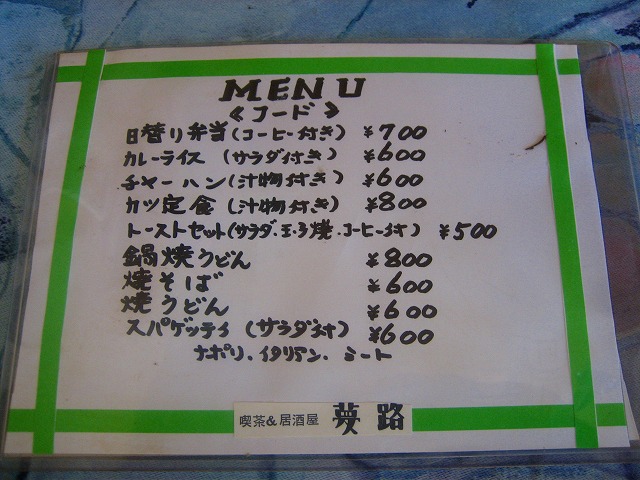 MENU
《フード》
日替り弁当(コーヒー付き) ¥700
カレーライス (サラダ付き) ¥600
チャーハン(汁物付き) ¥600
カツ定食 (汁物付き) ¥800
トーストセット(サラダ.玉子焼.コーヒー付) ¥500
鍋焼うどん ¥800
焼そば ¥600
焼うどん ¥600
スパゲッティ (サラダ付) ¥600
ナポリ.イタリアン.ミート
喫茶&居酒屋 夢路